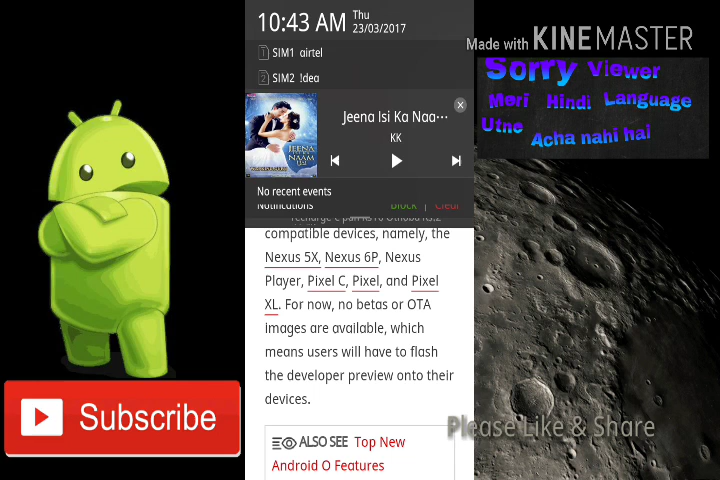 10:43 AM
Thu
23/03/2017
Made with KINEMASTER
1 SIM1 airtel
2 SIM2 !dea
Sorry Viewer
Meri Hindi Language
Utne
Acha nahi hai
Jeena Isi Ka Naa···
KK
JEENA
NAAM
No recent events
Notifications Block | Clear
compatible devices, namely, the
Nexus 5X, Nexus 6P, Nexus
Player, Pixel C, Pixel, and Pixel
XL. For now, no betas or OTA
images are available, which
means users will have to flash
the developer preview onto their
devices.
Subscribe
Please Like & Share
ALSO SEE Top New
Android O Features